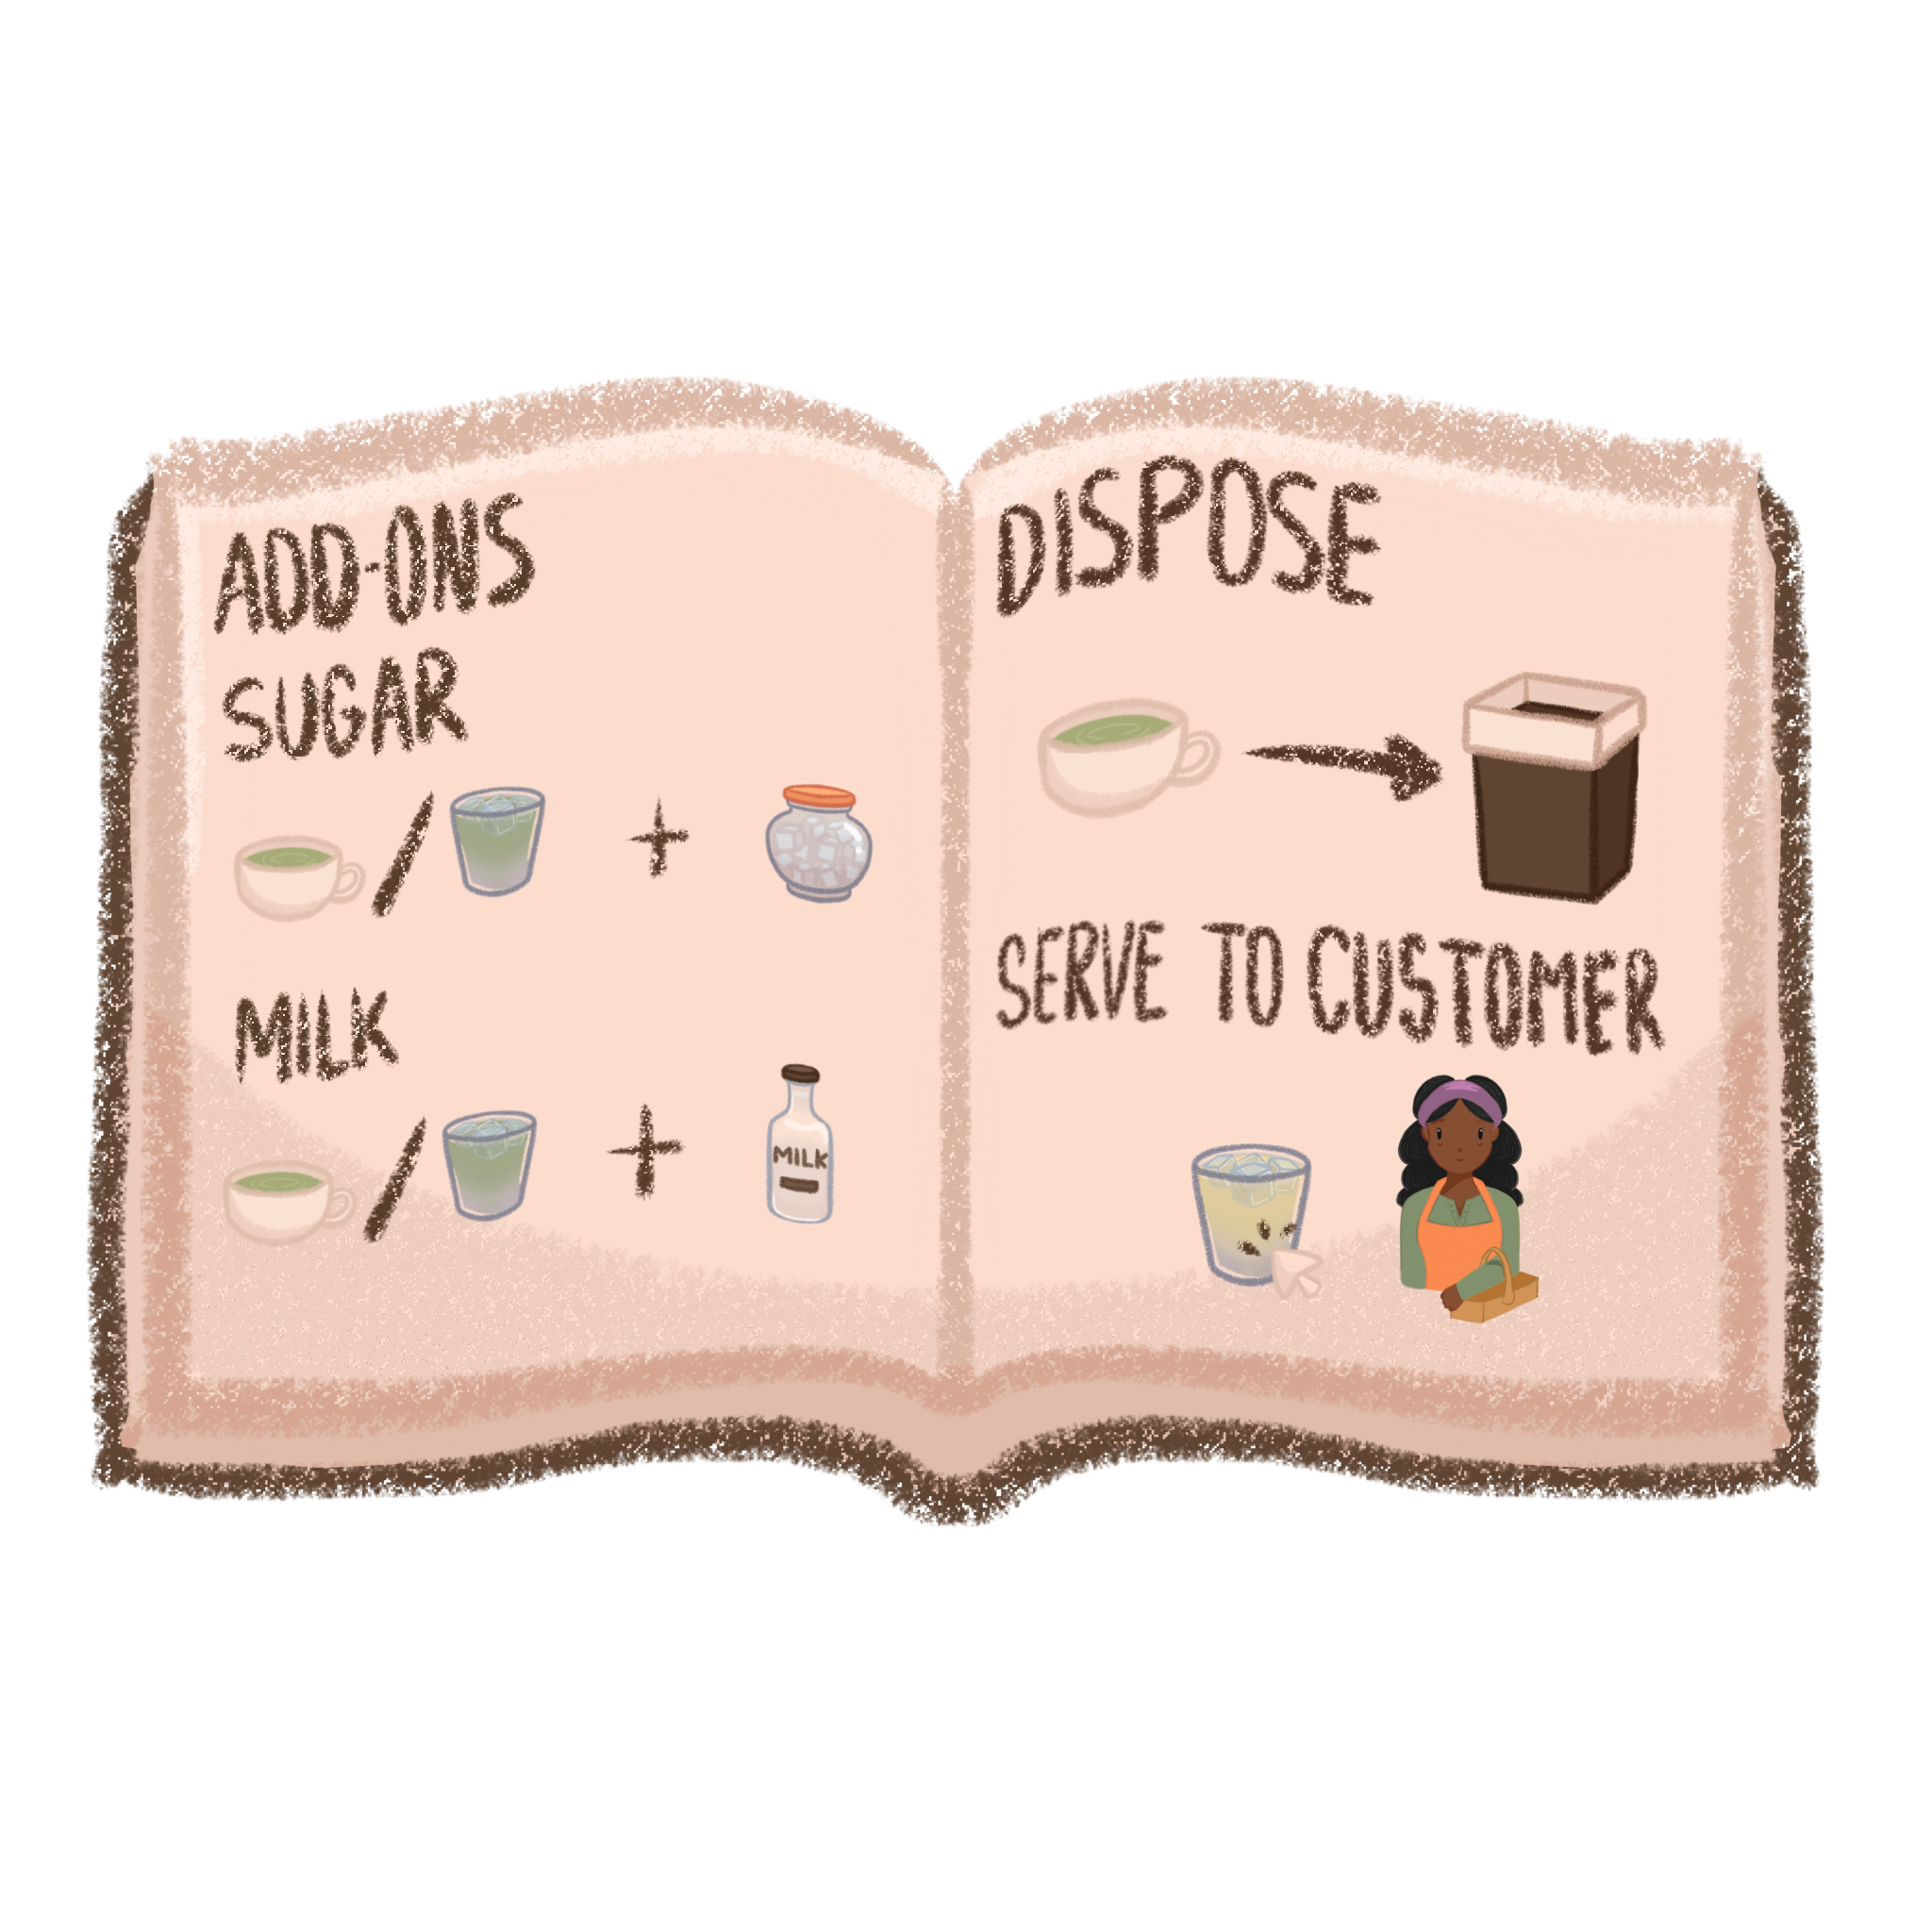 ADD-ONS
SUGAR
MILK
MILK
DISPOSE
SERVE TO CUSTOMER